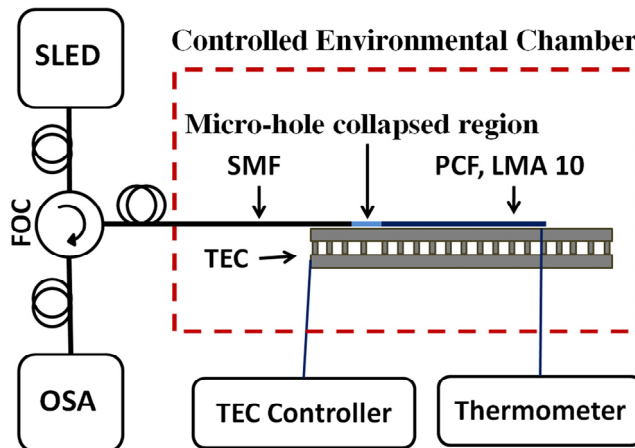 SLED
Controlled Environmental Chamber
Micro-hole collapsed region
SMF
PCF, LMA 10
FOC
TEC
OSA
TEC Controller
Thermometer